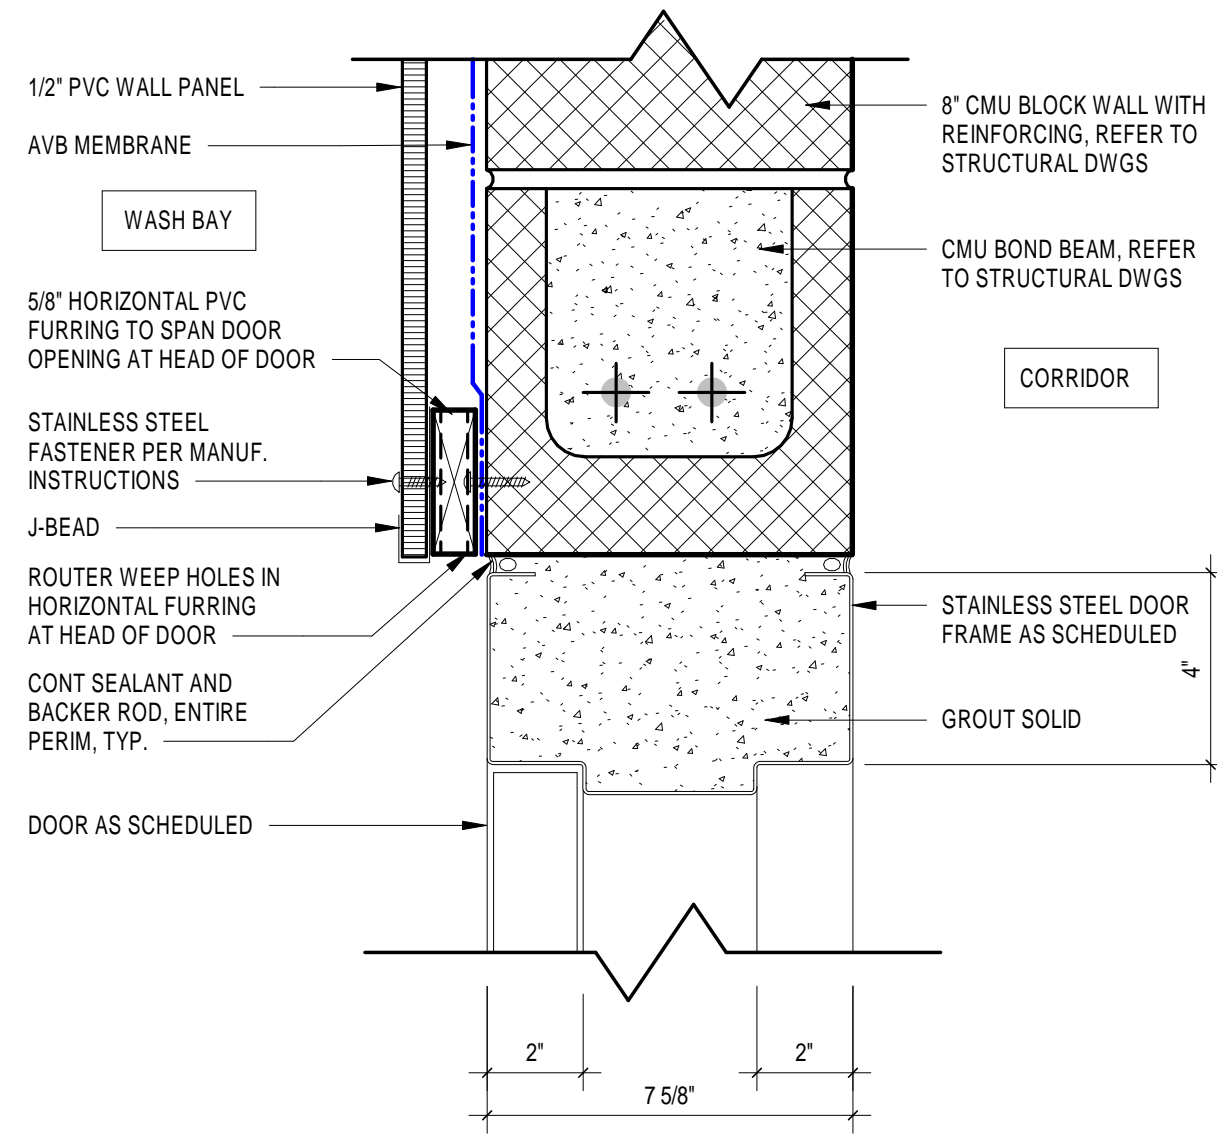 1/2" PVC WALL PANEL
AVB MEMBRANE
WASH BAY
5/8" HORIZONTAL PVC
FURRING TO SPAN DOOR
OPENING AT HEAD OF DOOR
STAINLESS STEEL
FASTENER PER MANUF.
INSTRUCTIONS
J-BEAD
ROUTER WEEP HOLES IN
HORIZONTAL FURRING
AT HEAD OF DOOR
CONT SEALANT AND
BACKER ROD, ENTIRE
PERIM, TYP.
DOOR AS SCHEDULED
8" CMU BLOCK WALL WITH
REINFORCING, REFER TO
STRUCTURAL DWGS
CMU BOND BEAM, REFER
TO STRUCTURAL DWGS
CORRIDOR
STAINLESS STEEL DOOR
FRAME AS SCHEDULED
4"
GROUT SOLID
2"
2"
7 5/8"